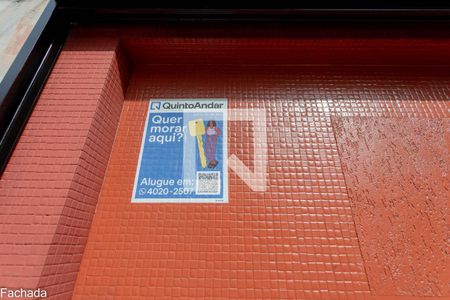 QuintoAndar
Quer
morar
aqui?
Alugue em:
4020-2507
Fachada